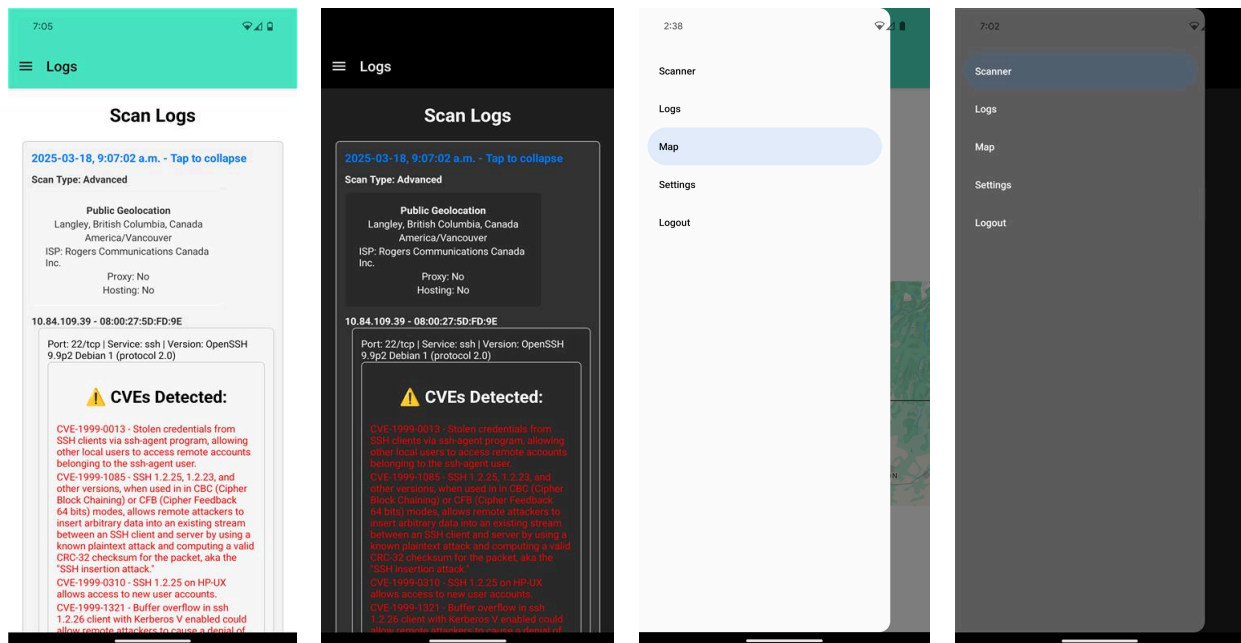 7:05
Logs
Scan Logs
2025-03-18, 9:07:02 a.m. - Tap to collapse
Scan Type: Advanced
Public Geolocation
Langley, British Columbia, Canada
America/Vancouver
ISP: Rogers Communications Canada
Inc.
Proxy: No
Hosting: No
10.84.109.39 - 08:00:27:5D:FD:9E
Port: 22/tcp | Service: ssh | Version: OpenSSH
9.9p2 Debian 1 (protocol 2.0)
⚠️ CVEs Detected:
CVE-1999-0013 - Stolen credentials from
SSH clients via ssh-agent program, allowing
other local users to access remote accounts
belonging to the ssh-agent user.
CVE-1999-1085 - SSH 1.2.25, 1.2.23, and
other versions, when used in in CBC (Cipher
Block Chaining) or CFB (Cipher Feedback
64 bits) modes, allows remote attackers to
insert arbitrary data into an existing stream
between an SSH client and server by using a
known plaintext attack and computing a valid
CRC-32 checksum for the packet, aka the
"SSH insertion attack."
CVE-1999-0310 - SSH 1.2.25 on HP-UX
allows access to new user accounts.
CVE-1999-1321 - Buffer overflow in ssh
1.2.26 client with Kerberos V enabled could
allow remote attackers to cause a denial of
Logs
Scan Logs
2025-03-18, 9:07:02 a.m. - Tap to collapse
Scan Type: Advanced
Public Geolocation
Langley, British Columbia, Canada
America/Vancouver
ISP: Rogers Communications Canada
Inc.
Proxy: No
Hosting: No
10.84.109.39 - 08:00:27:5D:FD:9E
Port: 22/tcp | Service: ssh | Version: OpenSSH
9.9p2 Debian 1 (protocol 2.0)
⚠️ CVEs Detected:
CVE-1999-0013 - Stolen credentials from
SSH clients via ssh-agent program, allowing
other local users to access remote accounts
belonging to the ssh-agent user.
CVE-1999-1085 - SSH 1.2.25, 1.2.23, and
other versions, when used in in CBC (Cipher
Block Chaining) or CFB (Cipher Feedback
64 bits) modes, allows remote attackers to
insert arbitrary data into an existing stream
between an SSH client and server by using a
known plaintext attack and computing a valid
CRC-32 checksum for the packet, aka the
"SSH insertion attack."
CVE-1999-0310 - SSH 1.2.25 on HP-UX
allows access to new user accounts.
CVE-1999-1321 - Buffer overflow in ssh
1.2.26 client with Kerberos V enabled could
allow remote attackers to cause a denial of
2:38
Scanner
Logs
Map
Settings
Logout
7:02
Scanner
Logs
Map
Settings
Logout